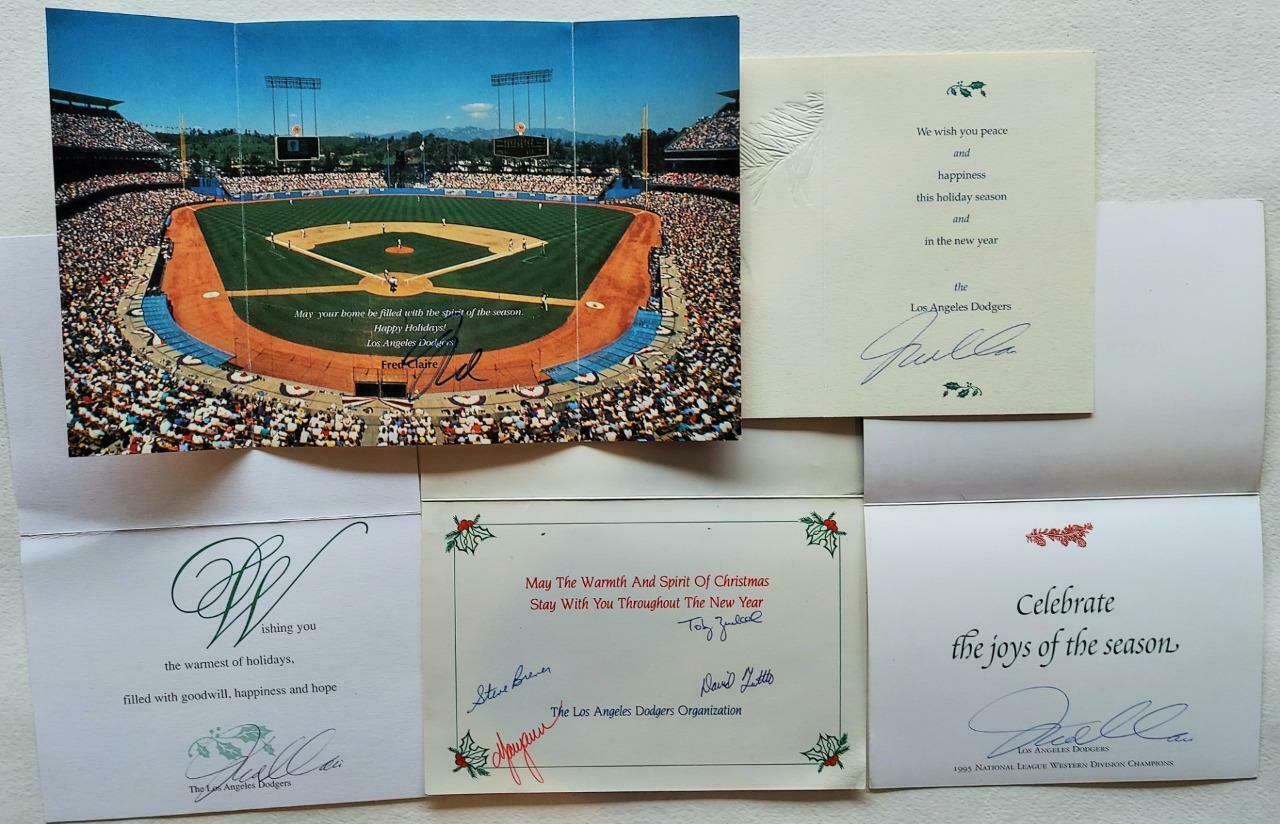 May your home be filled with the spirit of the season.
Happy Holidays!
Los Angeles Dodgers
Fred Claire
Fred
We wish you peace
and
happiness
this holiday season
and
in the new year
the
Los Angeles Dodgers
Wishing you
the warmest of holidays,
filled with goodwill, happiness and hope
The Los Angeles Dodgers
May The Warmth And Spirit Of Christmas
Stay With You Throughout The New Year
Steve Brener
David Tuttle
The Los Angeles Dodgers Organization
Celebrate
the joys of the season.
Los Angeles Dodgers
1995 National League Western Division Champions